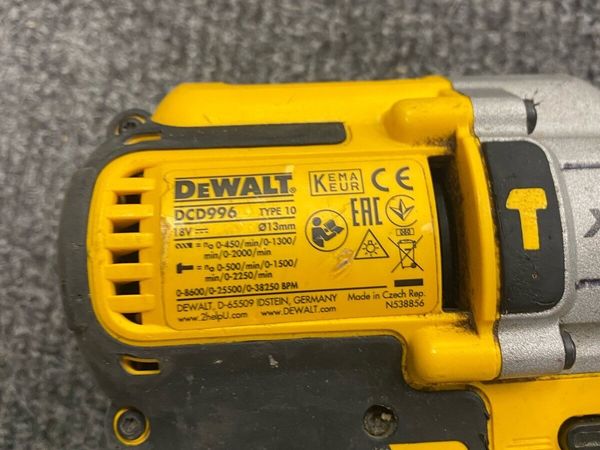 DEWALT®
KEMA
KEUR
CE
DCD996 TYPE 10
18V Ø13mm
EAC
= n₀ 0-450/min/0-1300/
min/0-2000/min
= n₀ 0-500/min/0-1500/
min/0-2250/min
0-8600/0-25500/0-38250 BPM
DEWALT, D-65509 IDSTEIN, GERMANY
www.2helpU.com www.DEWALT.com
Made in Czech Rep.
N538856
X